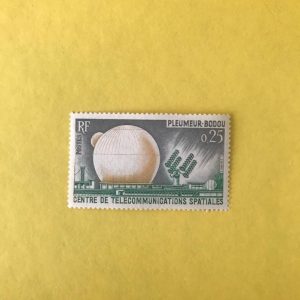 RF
PLEUMEUR-BODOU
0,25
POSTES
CENTRE DE TELECOMMUNICATIONS SPATIALES